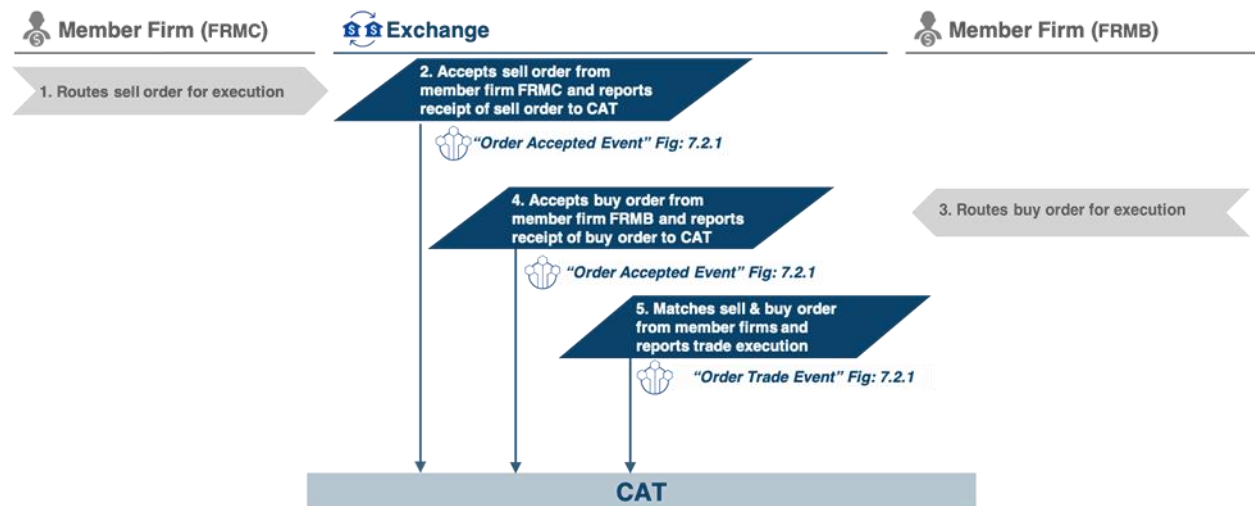 Member Firm (FRMC)
Exchange
Member Firm (FRMB)
1. Routes sell order for execution
2. Accepts sell order from
member firm FRMC and reports
receipt of sell order to CAT
"Order Accepted Event" Fig: 7.2.1
3. Routes buy order for execution
4. Accepts buy order from
member firm FRMB and reports
receipt of buy order to CAT
"Order Accepted Event" Fig: 7.2.1
5. Matches sell & buy order
from member firms and
reports trade execution
"Order Trade Event" Fig: 7.2.1
CAT